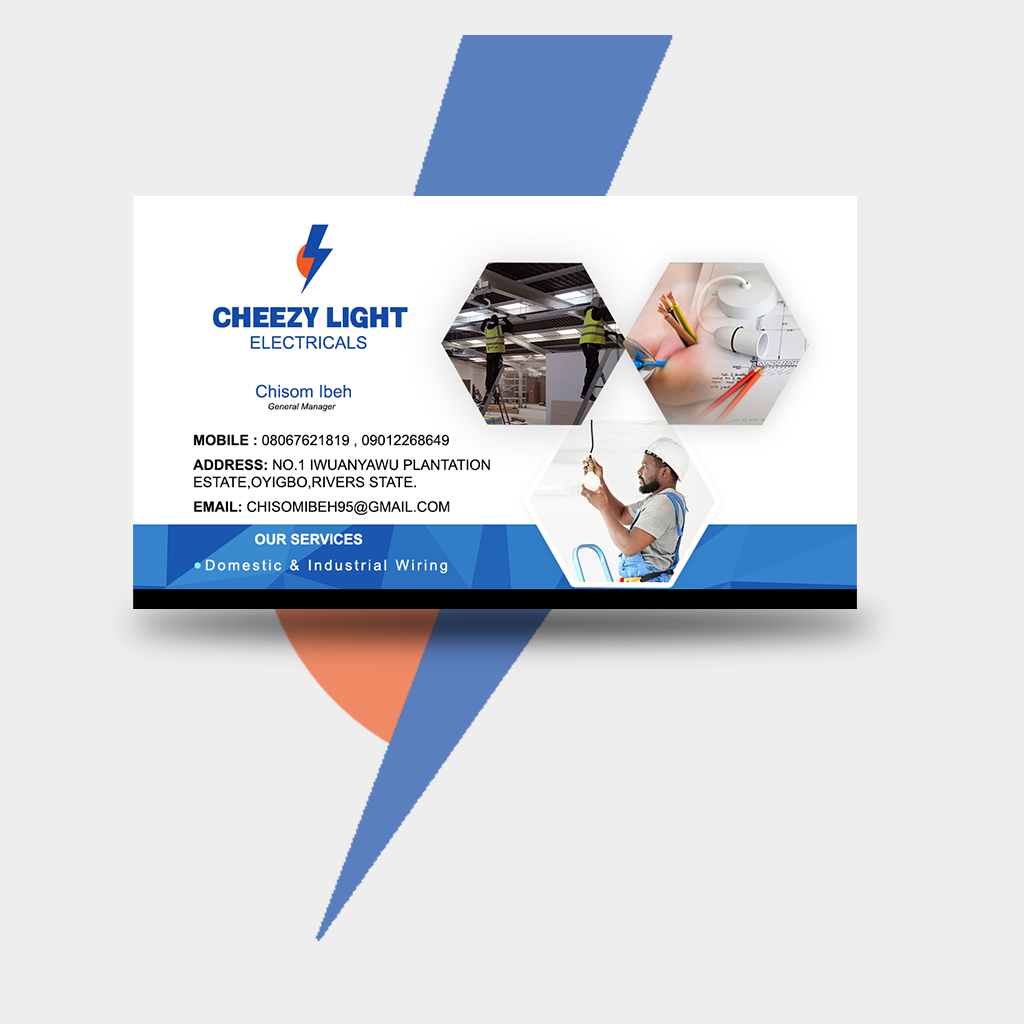 CHEEZY LIGHT
ELECTRICALS
Chisom Ibeh
General Manager
MOBILE : 08067621819 , 09012268649
ADDRESS: NO.1 IWUANYAWU PLANTATION
ESTATE,OYIGBO,RIVERS STATE.
EMAIL: CHISOMIBEH95@GMAIL.COM
OUR SERVICES
•Domestic & Industrial Wiring